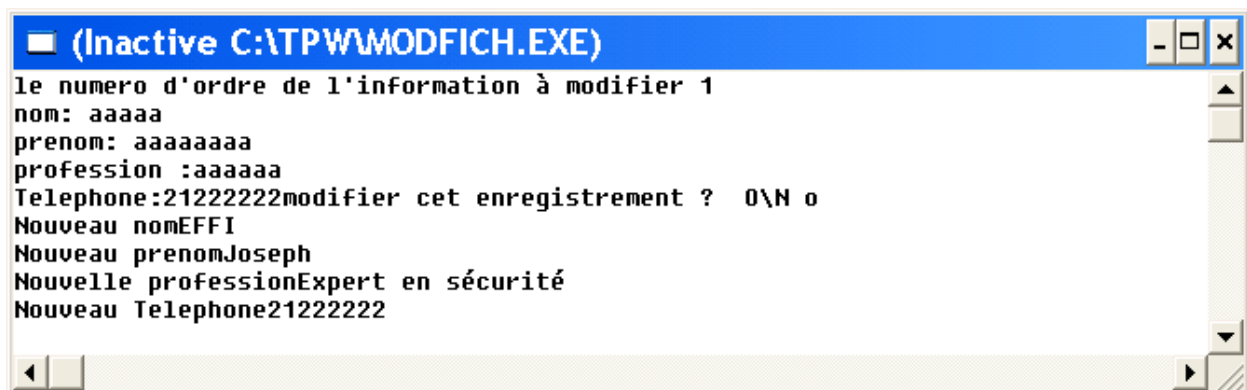 (Inactive C:\TPW\MODFICH.EXE)
le numero d'ordre de l'information à modifier 1
nom: aaaaa
prenom: aaaaaaaa
profession :aaaaaa
Telephone:21222222modifier cet enregistrement ?  O\N o
Nouveau nomEFFI
Nouveau prenomJoseph
Nouvelle professionExpert en sécurité
Nouveau Telephone21222222